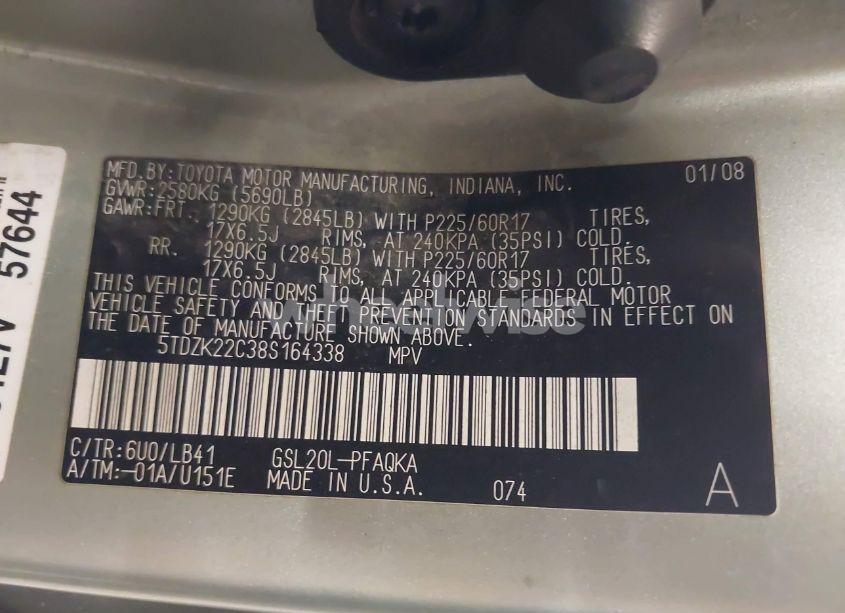 MFD. BY: TOYOTA MOTOR MANUFACTURING, INDIANA, INC. 01/08
GVWR: 2580KG (5690LB)
GAWR: FRT. 1290KG (2845LB) WITH P225/60R17 TIRES,
17X6.5J RIMS, AT 240KPA (35PSI) COLD.
RR. 1290KG (2845LB) WITH P225/60R17 TIRES,
17X6.5J RIMS, AT 240KPA (35PSI) COLD.
THIS VEHICLE CONFORMS TO ALL APPLICABLE FEDERAL MOTOR
VEHICLE SAFETY AND THEFT PREVENTION STANDARDS IN EFFECT ON
THE DATE OF MANUFACTURE SHOWN ABOVE.
5TDZK22C38S164338 MPV
C/TR: 6U0/LB41 GSL20L-PFAQKA
A/TM: -01A/U151E MADE IN U.S.A. 074 A
57644
wheelwise